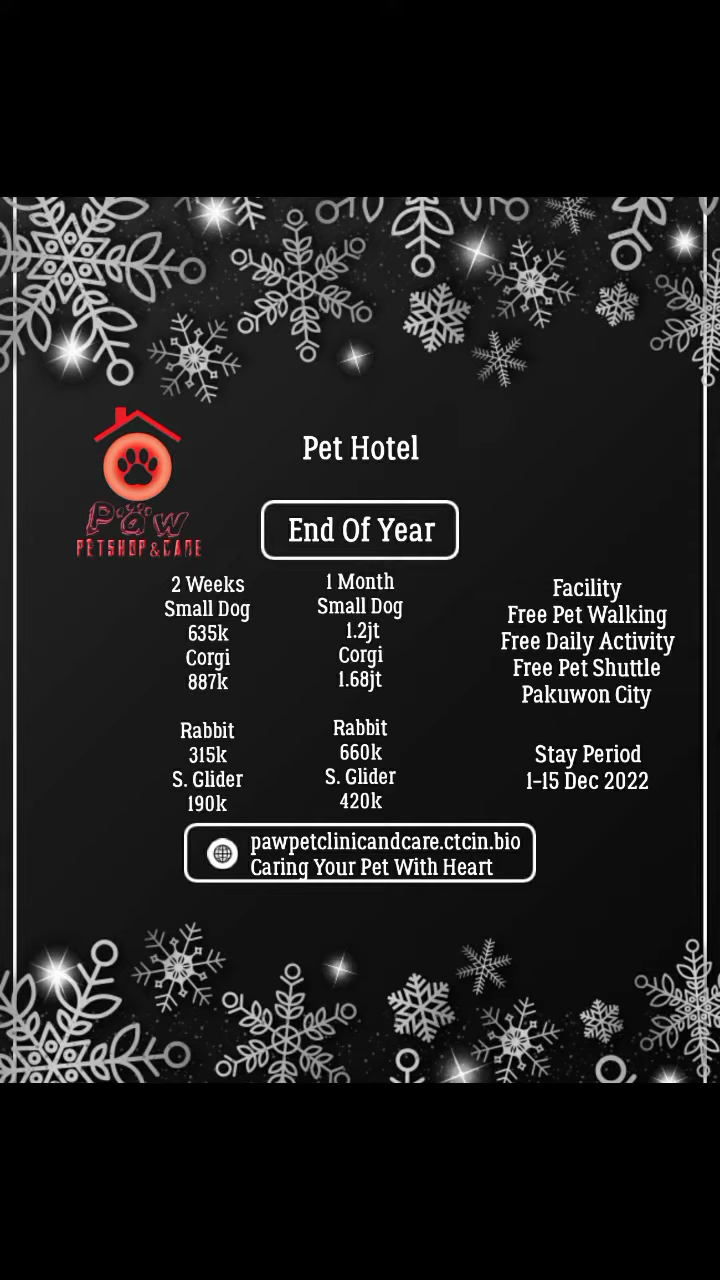 Paw
PETSHOP & CARE
Pet Hotel
End Of Year
2 Weeks
Small Dog
635k
Corgi
887k
Rabbit
315k
S. Glider
190k
1 Month
Small Dog
1.2jt
Corgi
1.68jt
Rabbit
660k
S. Glider
420k
Facility
Free Pet Walking
Free Daily Activity
Free Pet Shuttle
Pakuwon City
Stay Period
1-15 Dec 2022
pawpetclinicandcare.ctcin.bio
Caring Your Pet With Heart